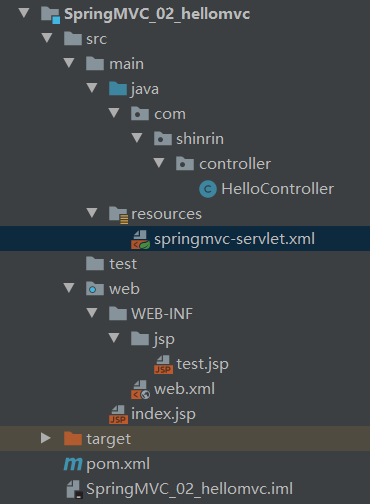 SpringMVC_02_hellomvc
src
main
java
com
shinrin
controller
HelloController
resources
springmvc-servlet.xml
test
web
WEB-INF
jsp
test.jsp
web.xml
index.jsp
target
pom.xml
SpringMVC_02_hellomvc.iml